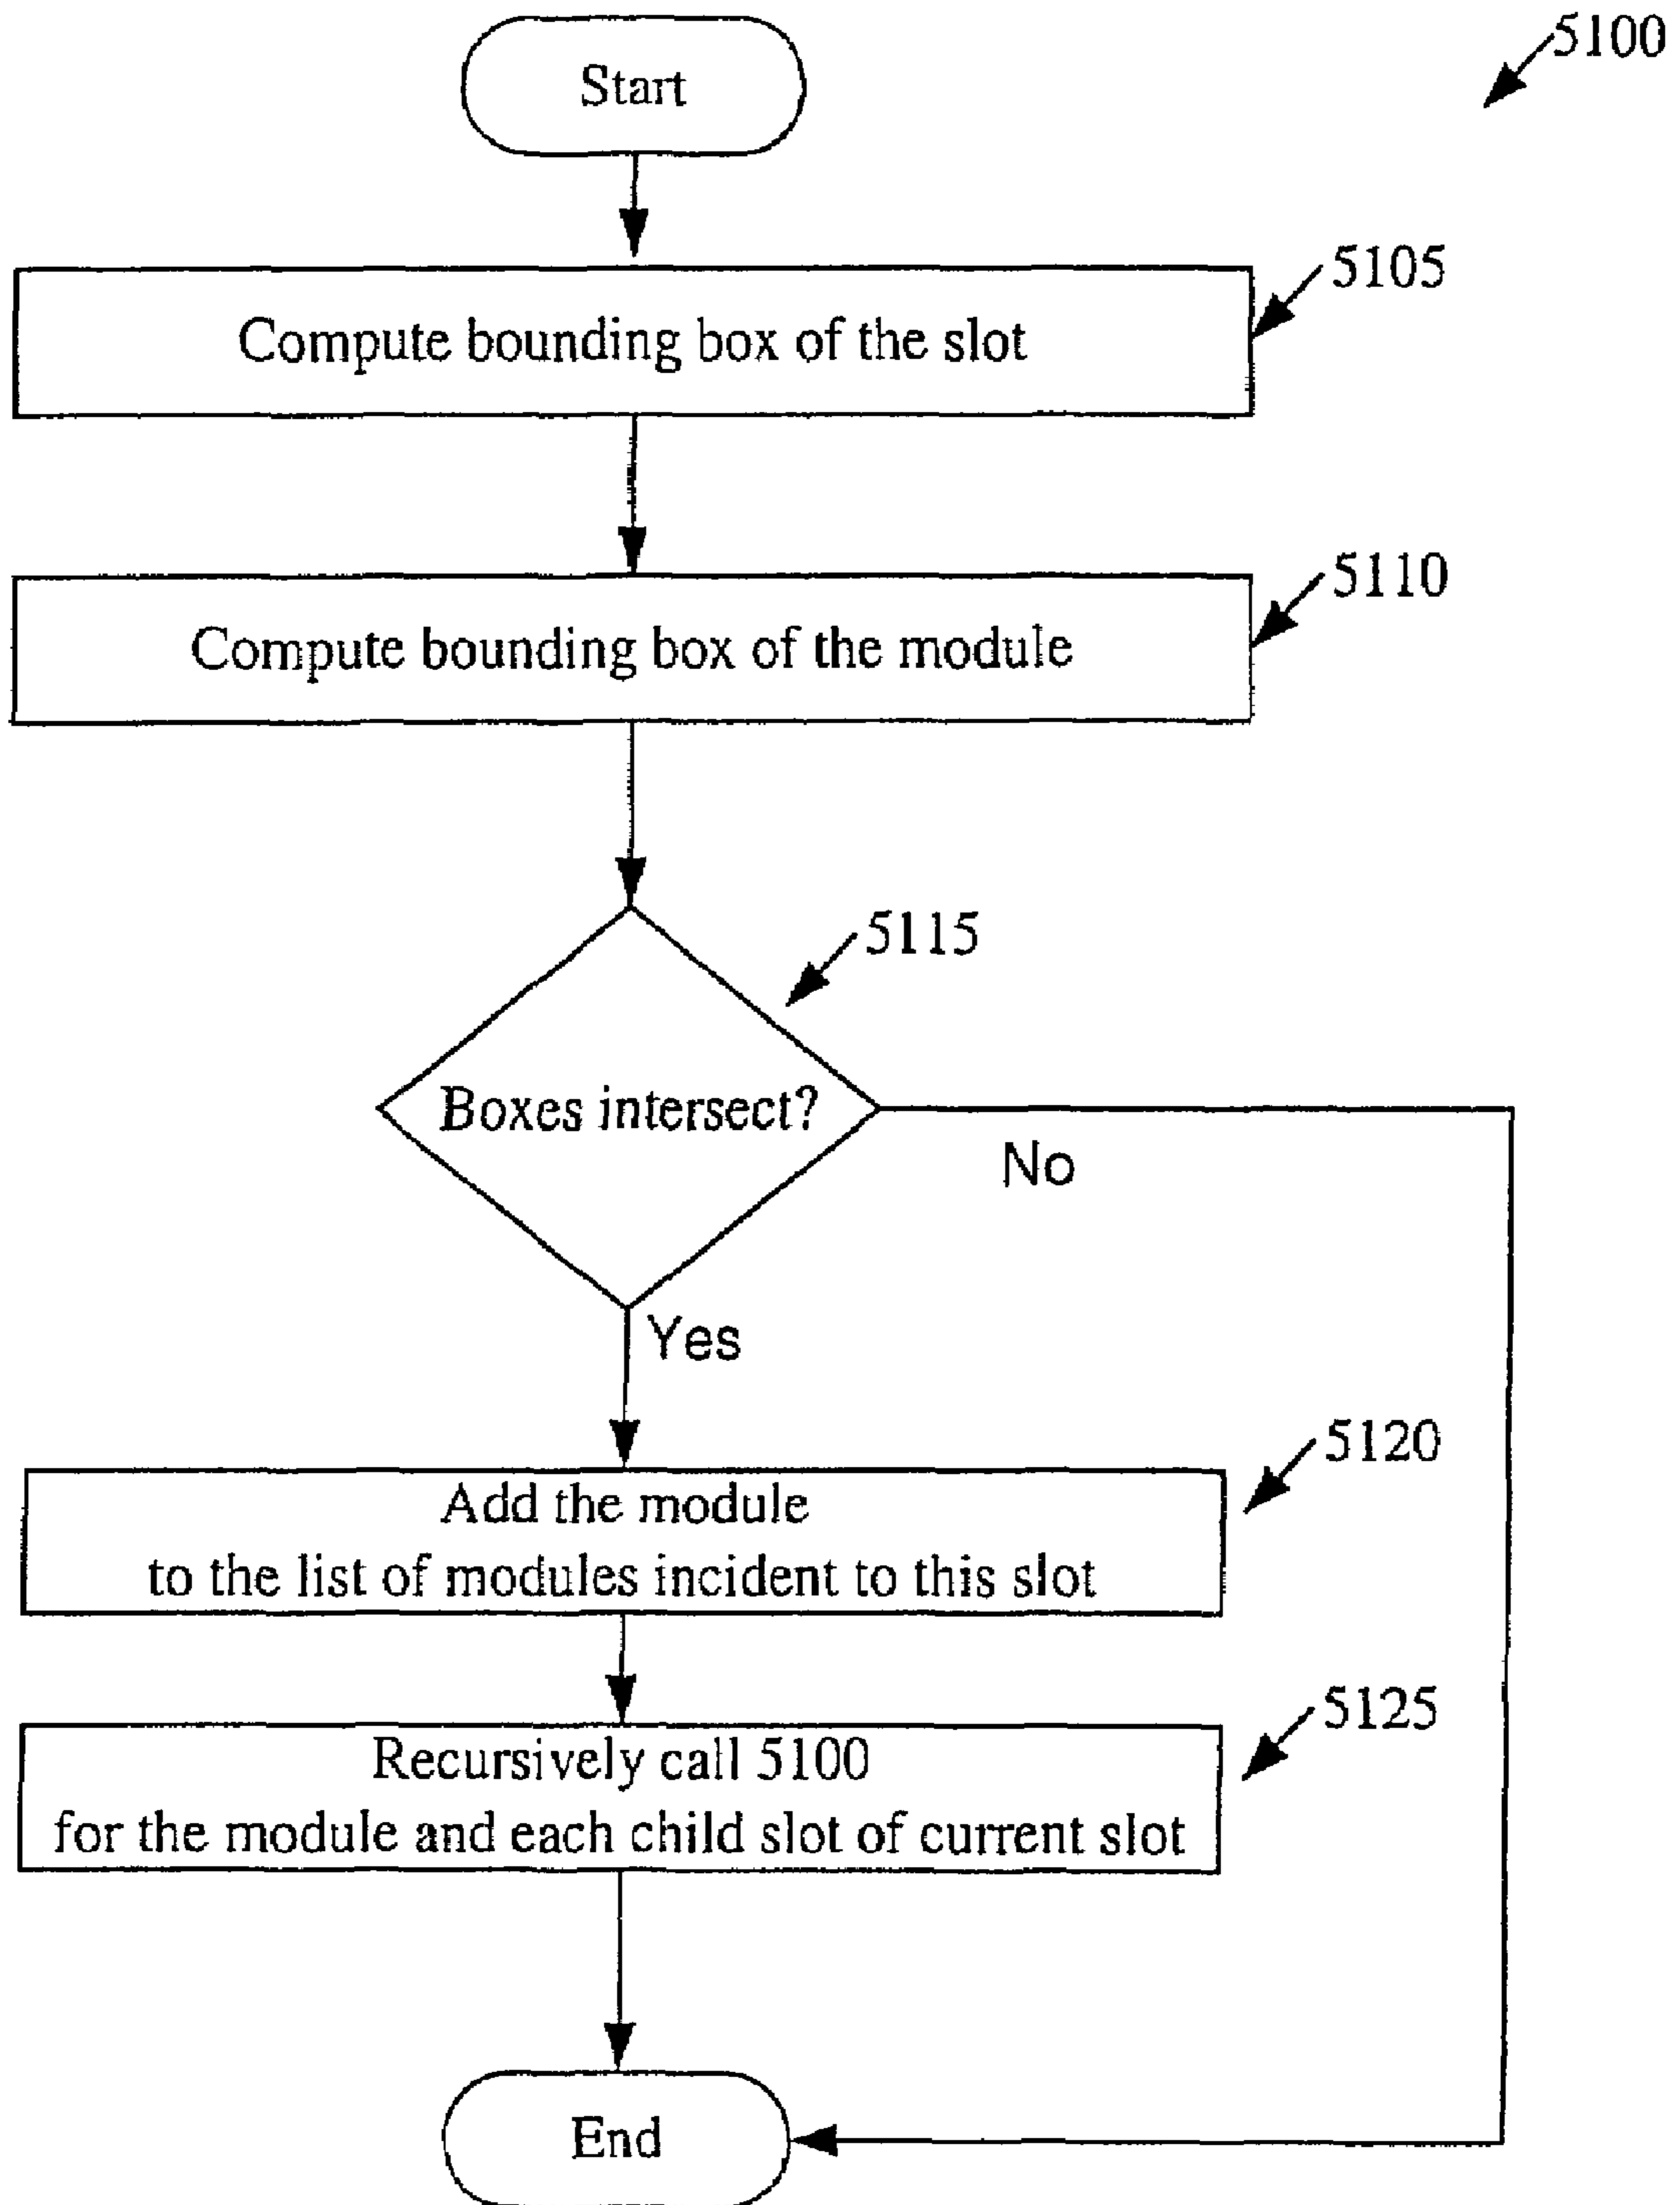 5100
Start
5105
Compute bounding box of the slot
5110
Compute bounding box of the module
5115
Boxes intersect?
No
Yes
5120
Add the module
to the list of modules incident to this slot
5125
Recursively call 5100
for the module and each child slot of current slot
End